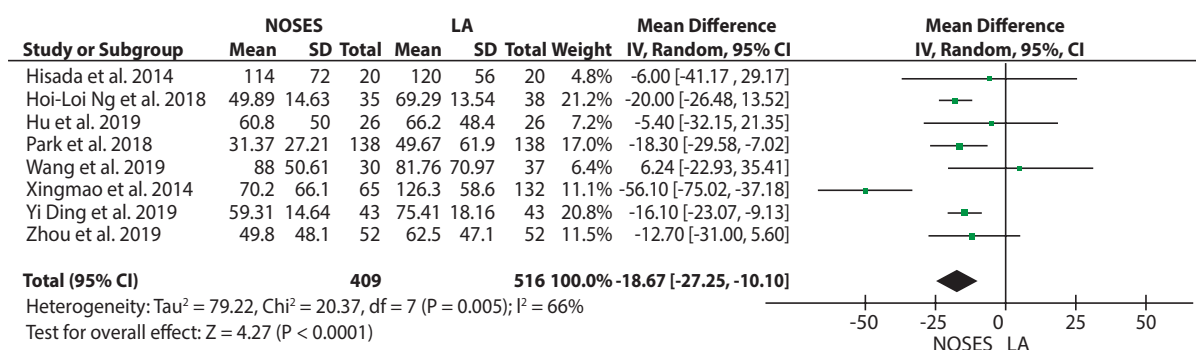 NOSES LA Mean Difference Mean Difference
Study or Subgroup Mean SD Total Mean SD Total Weight IV, Random, 95% CI IV, Random, 95%, CI
Hisada et al. 2014 114 72 20 120 56 20 4.8% -6.00 [-41.17 , 29.17]
Hoi-Loi Ng et al. 2018 49.89 14.63 35 69.29 13.54 38 21.2% -20.00 [-26.48, 13.52]
Hu et al. 2019 60.8 50 26 66.2 48.4 26 7.2% -5.40 [-32.15, 21.35]
Park et al. 2018 31.37 27.21 138 49.67 61.9 138 17.0% -18.30 [-29.58, -7.02]
Wang et al. 2019 88 50.61 30 81.76 70.97 37 6.4% 6.24 [-22.93, 35.41]
Xingmao et al. 2014 70.2 66.1 65 126.3 58.6 132 11.1% -56.10 [-75.02, -37.18]
Yi Ding et al. 2019 59.31 14.64 43 75.41 18.16 43 20.8% -16.10 [-23.07, -9.13]
Zhou et al. 2019 49.8 48.1 52 62.5 47.1 52 11.5% -12.70 [-31.00, 5.60]
Total (95% CI) 409 516 100.0% -18.67 [-27.25, -10.10]
Heterogeneity: Tau² = 79.22, Chi² = 20.37, df = 7 (P = 0.005); I² = 66%
Test for overall effect: Z = 4.27 (P < 0.0001)
-50 -25 0 25 50
NOSES LA